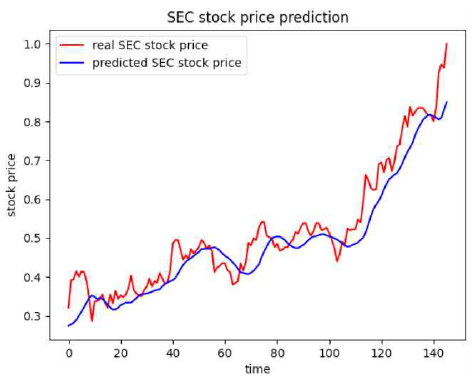 SEC stock price prediction
real SEC stock price
predicted SEC stock price
stock price
1.0
0.9
0.8
0.7
0.6
0.5
0.4
0.3
0 20 40 60 80 100 120 140
time